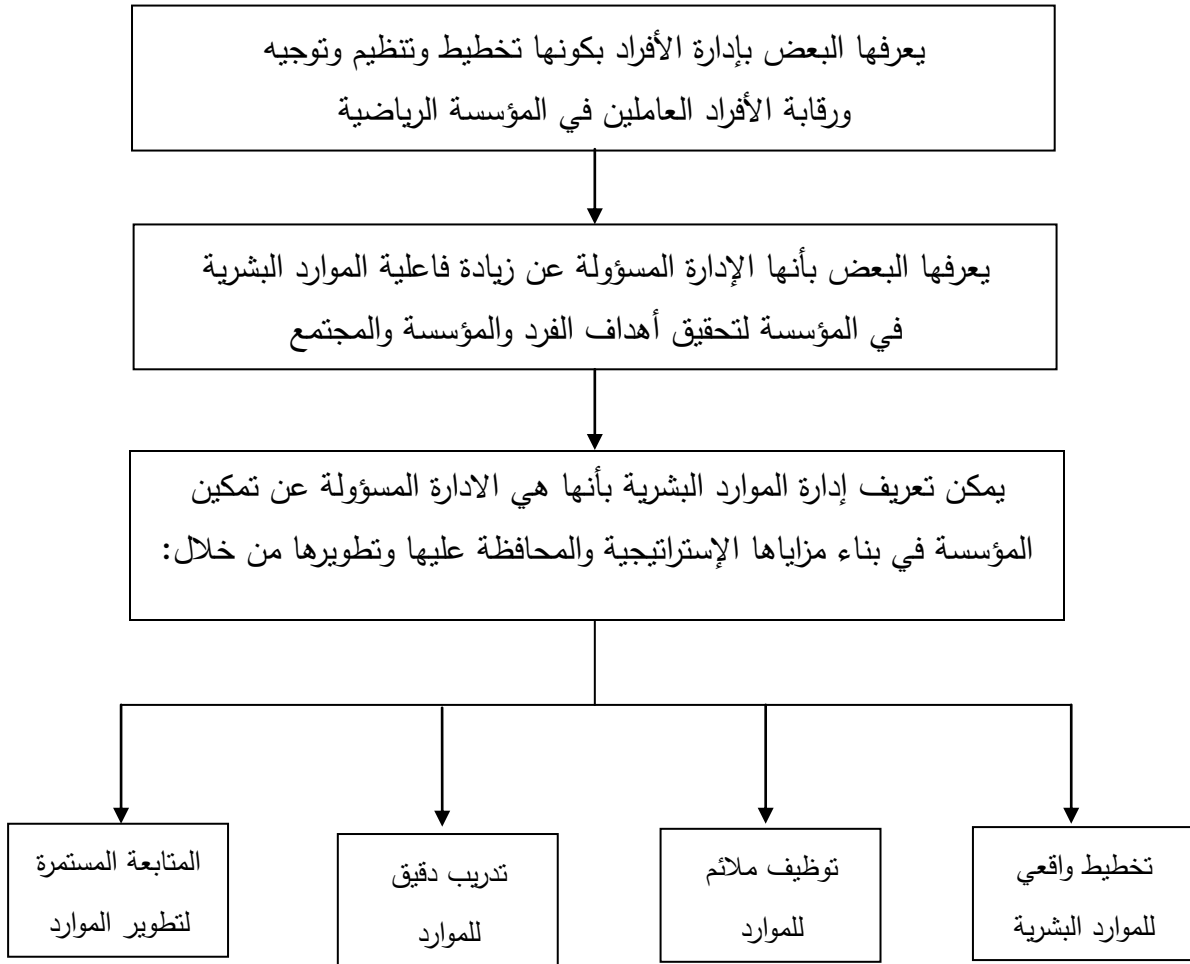 يعرفها البعض بإدارة الأفراد بكونها تخطيط وتنظيم وتوجيه
ورقابة الأفراد العاملين في المؤسسة الرياضية
يعرفها البعض بأنها الإدارة المسؤولة عن زيادة فاعلية الموارد البشرية
في المؤسسة لتحقيق أهداف الفرد والمؤسسة والمجتمع
يمكن تعريف إدارة الموارد البشرية بأنها هي الادارة المسؤولة عن تمكين
المؤسسة في بناء مزاياها الإستراتيجية والمحافظة عليها وتطويرها من خلال:
تخطيط واقعي
للموارد البشرية
توظيف ملائم
للموارد
تدريب دقيق
للموارد
المتابعة المستمرة
لتطوير الموارد